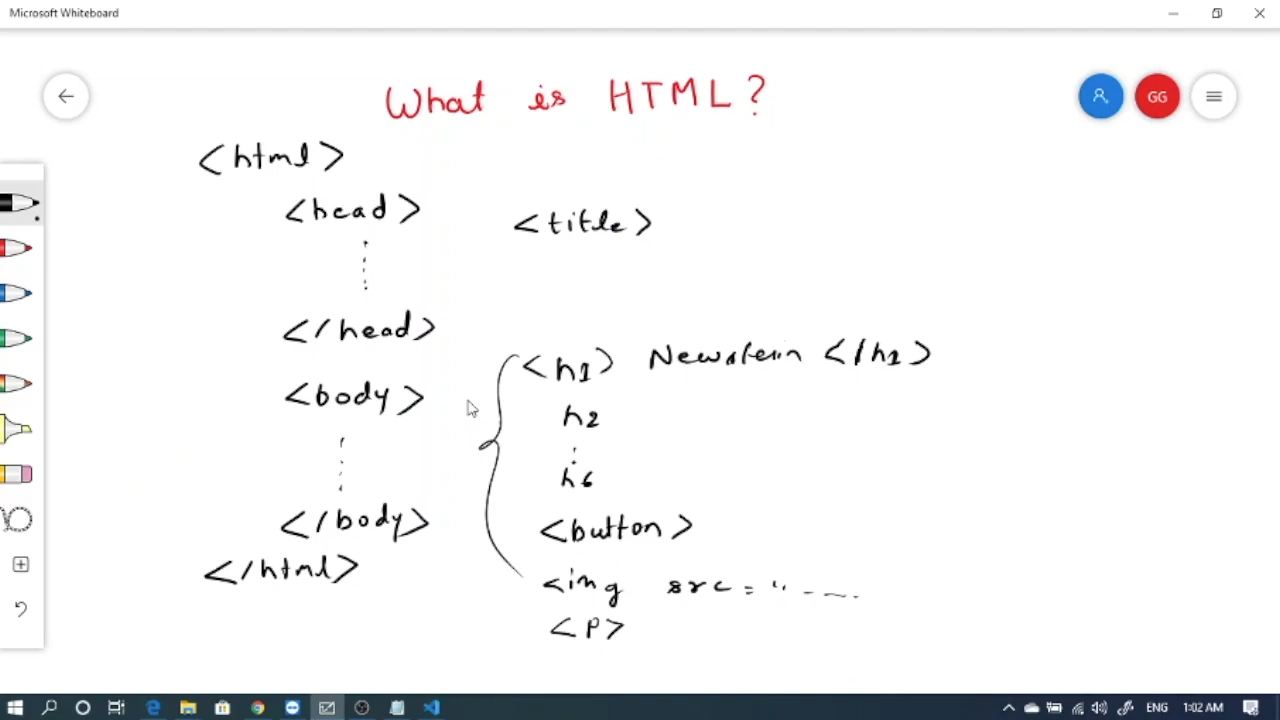 Microsoft Whiteboard
What is HTML?
GG
<html>
<head>
<title>
</head>
<body>
<h1> </h1>
h2
h6
<button>
</body>
<img src = "
</html>
<p>
ENG 1:02 AM